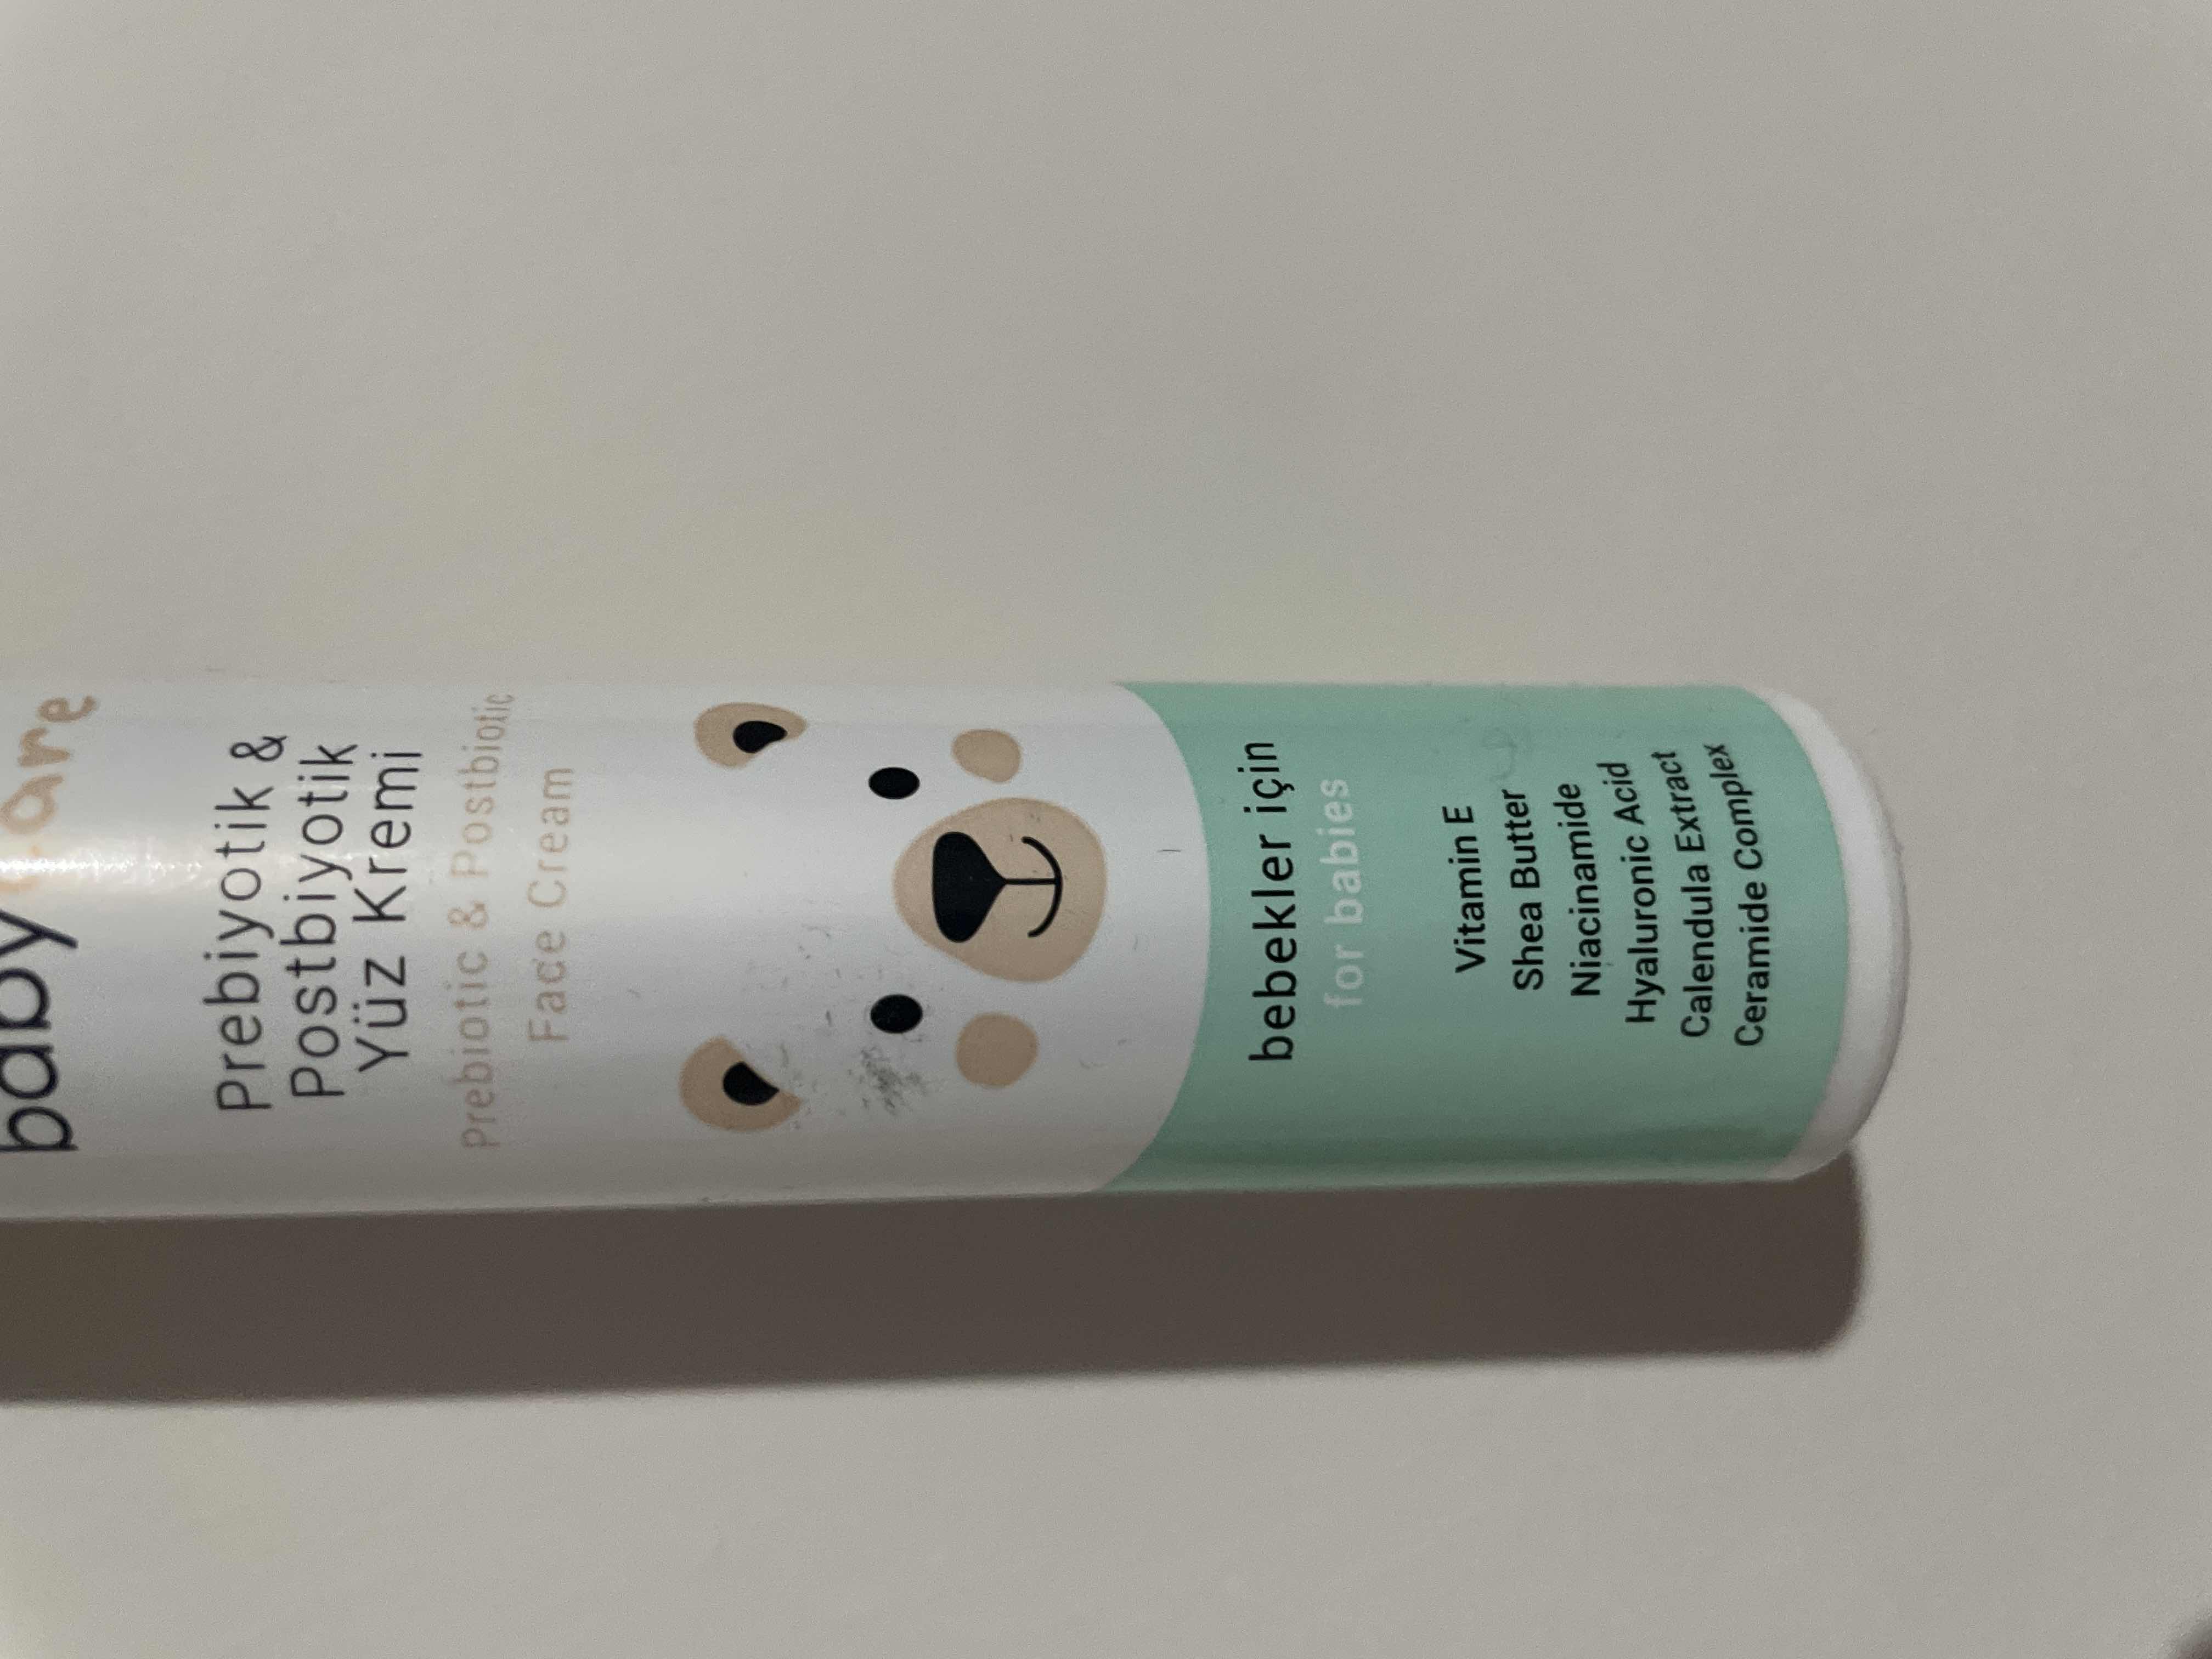 baby care
Prebiyotik &
Postbiyotik
Yüz Kremi
Prebiotic & Postbiotic
Face Cream
bebekler için
for babies
Vitamin E
Shea Butter
Niacinamide
Hyaluronic Acid
Calendula Extract
Ceramide Complex